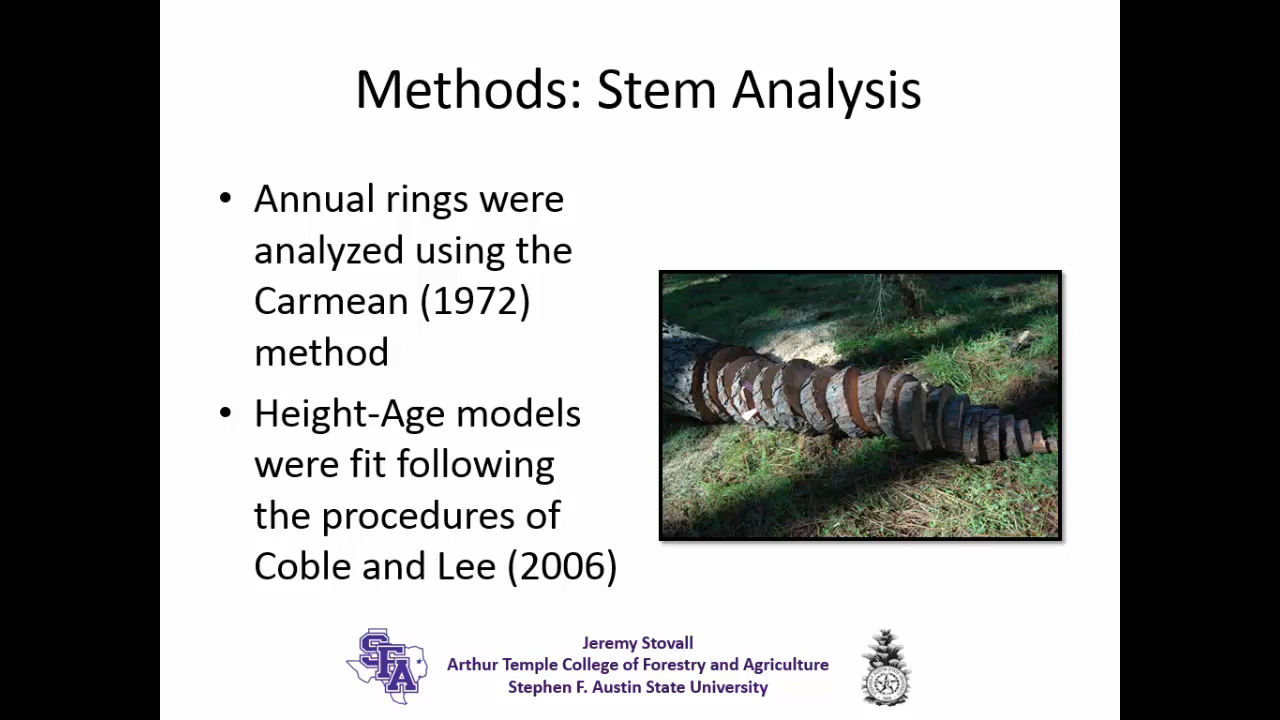 Methods: Stem Analysis
• Annual rings were
analyzed using the
Carmean (1972)
method
• Height-Age models
were fit following
the procedures of
Coble and Lee (2006)
SFA
Jeremy Stovall
Arthur Temple College of Forestry and Agriculture
Stephen F. Austin State University